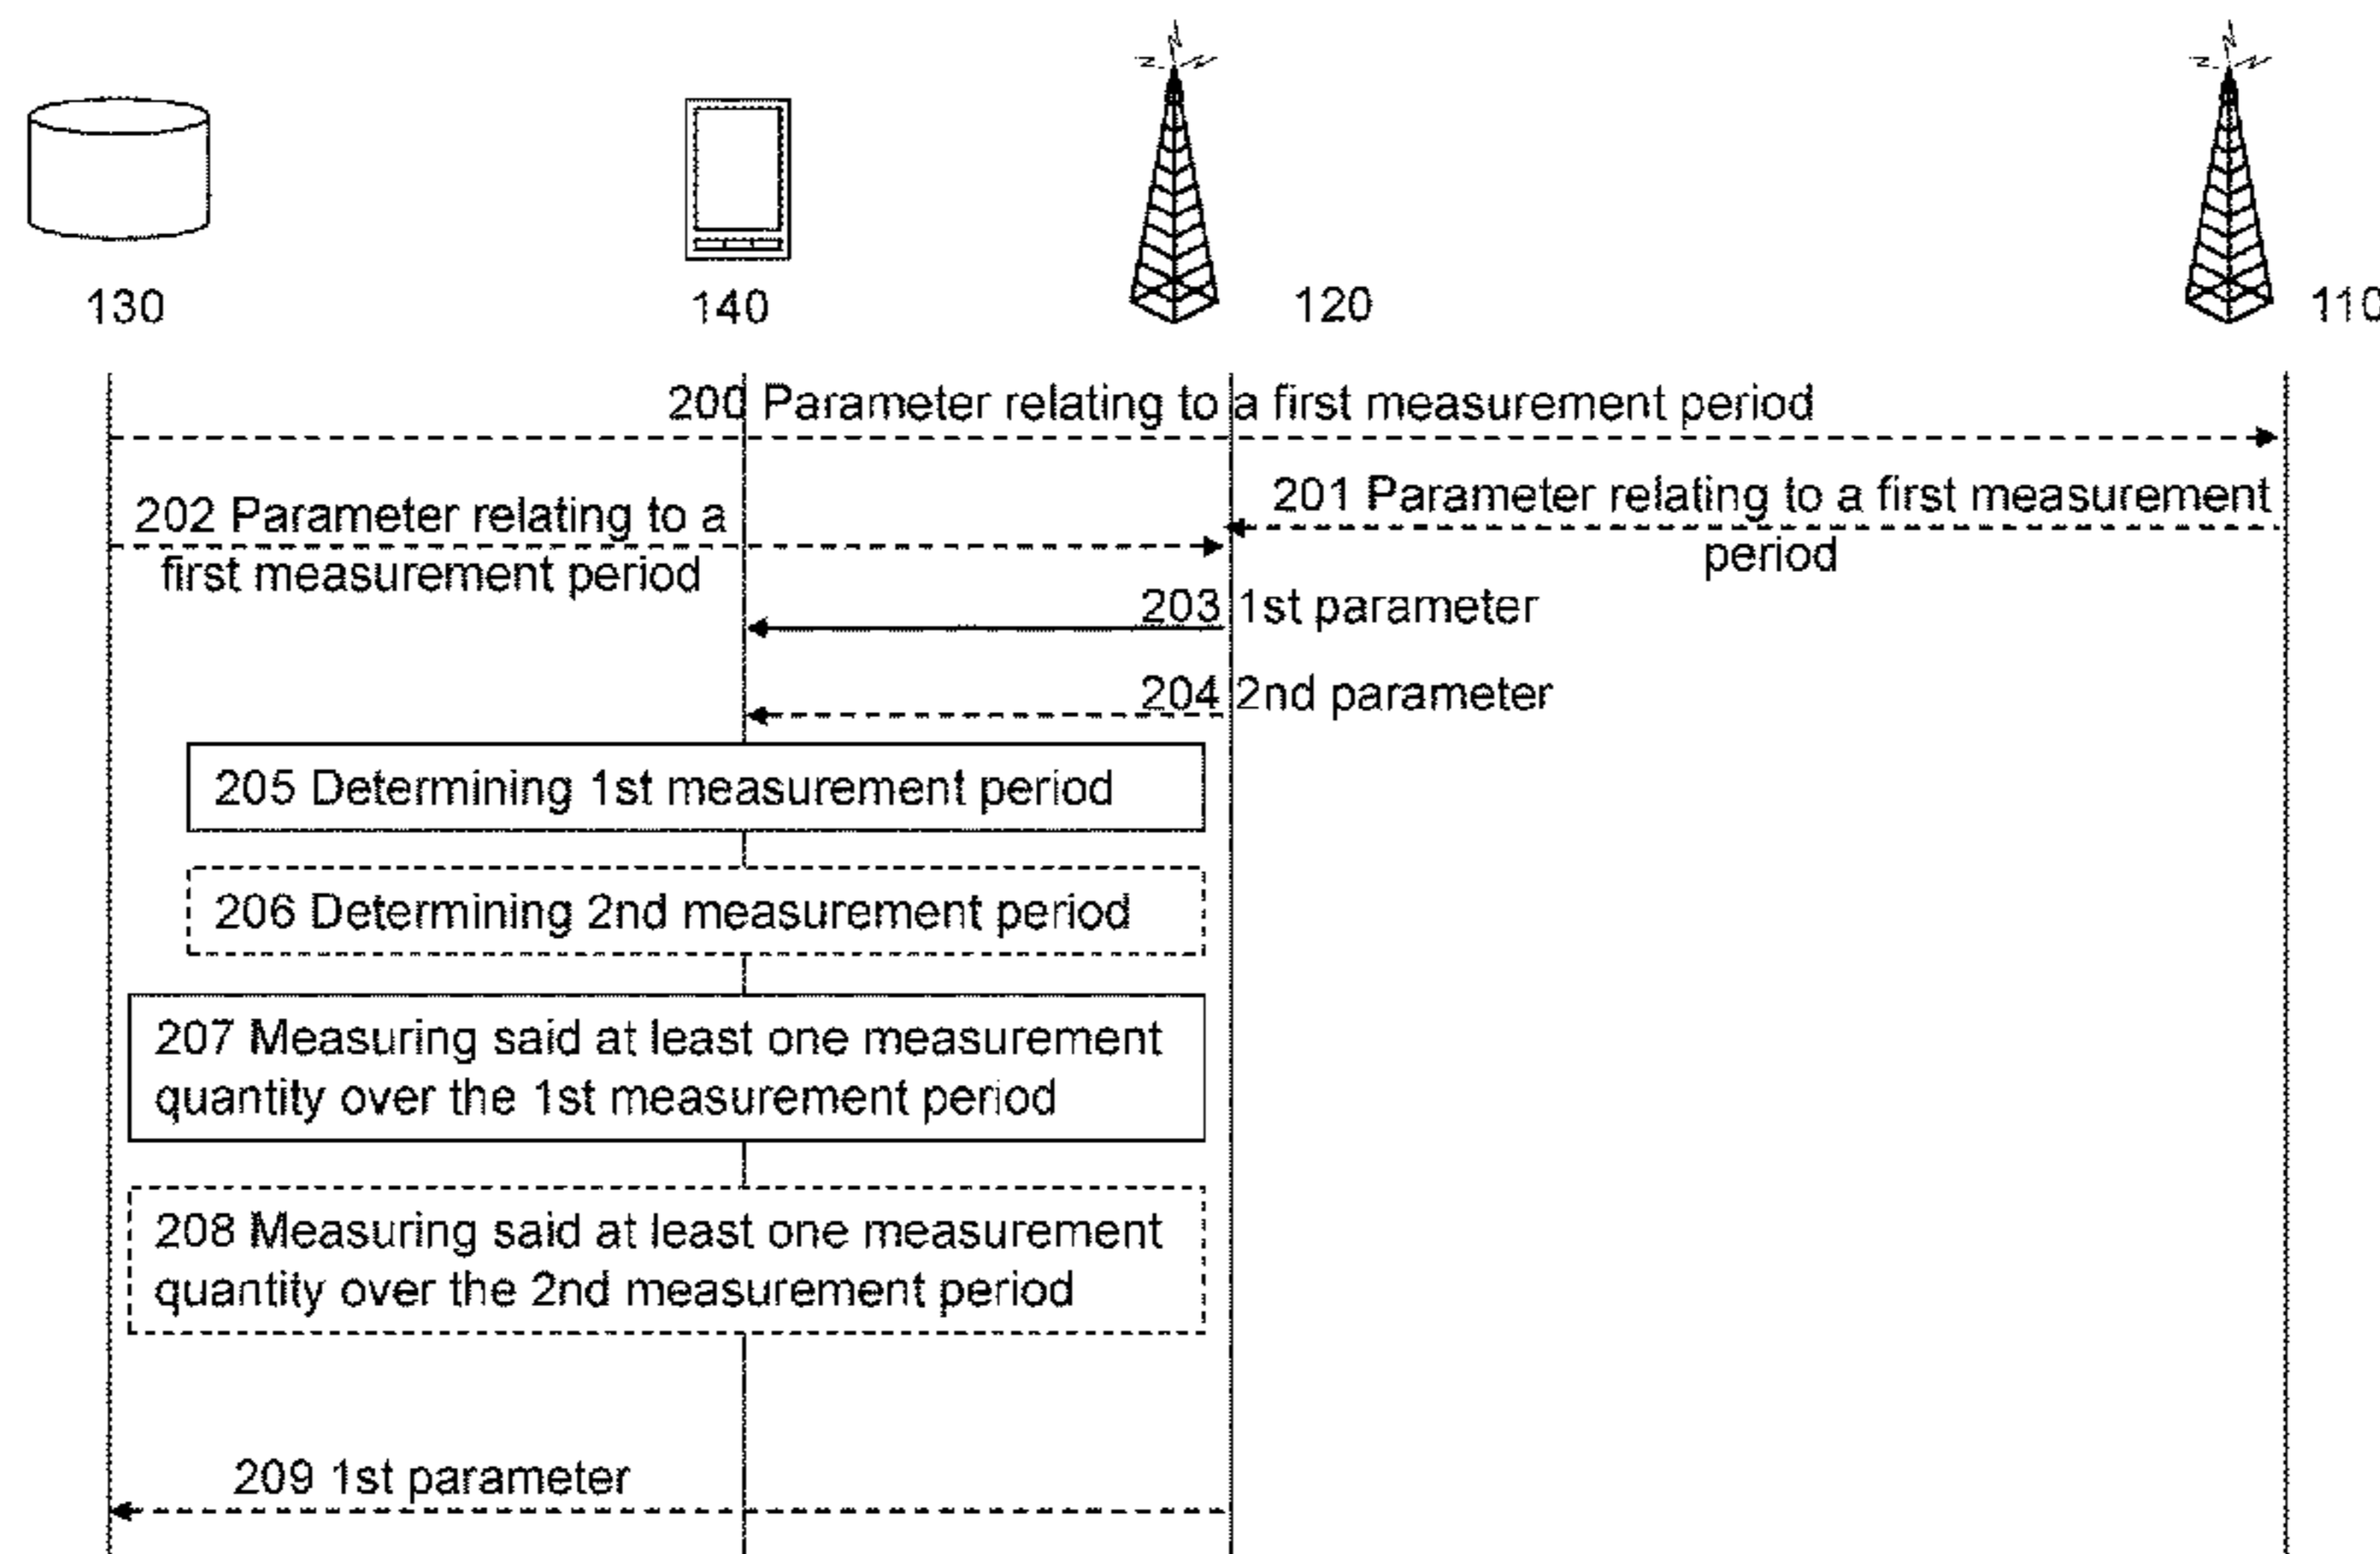 130
140
120
110
200 Parameter relating to a first measurement period
201 Parameter relating to a first measurement
period
202 Parameter relating to a
first measurement period
203 1st parameter
204 2nd parameter
205 Determining 1st measurement period
206 Determining 2nd measurement period
207 Measuring said at least one measurement
quantity over the 1st measurement period
208 Measuring said at least one measurement
quantity over the 2nd measurement period
209 1st parameter